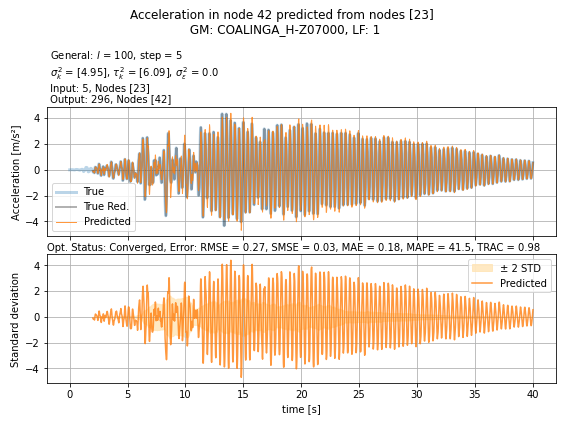 Acceleration in node 42 predicted from nodes [23]
GM: COALINGA_H-Z07000, LF: 1
General: l = 100, step = 5
σ²ₖ = [4.95], τ²ₖ = [6.09], σ²ε = 0.0
Input: 5, Nodes [23]
Output: 296, Nodes [42]
Acceleration [m/s²]
4
2
0
−2
−4
True
True Red.
Predicted
Opt. Status: Converged, Error: RMSE = 0.27, SMSE = 0.03, MAE = 0.18, MAPE = 41.5, TRAC = 0.98
Standard deviation
4
2
0
−2
−4
± 2 STD
Predicted
0 5 10 15 20 25 30 35 40
time [s]